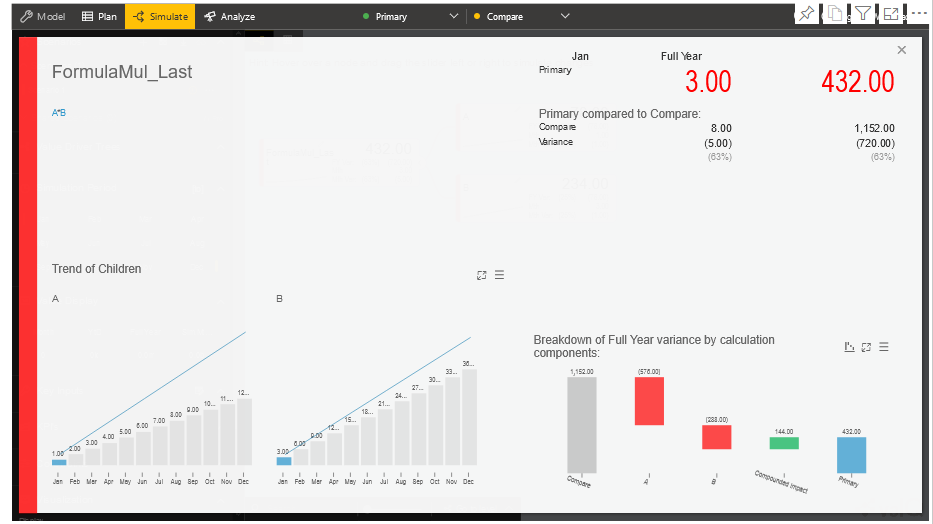 Model Plan Simulate Analyze Primary Compare
FormulaMul_Last
A*B
Jan Full Year
Primary 3.00 432.00
Primary compared to Compare:
Compare 8.00 1,152.00
Variance (5.00) (720.00)
(63%) (63%)
Trend of Children
A B
1.00 2.00 3.00 4.00 5.00 6.00 7.00 8.00 9.00 10... 11.... 12...
Jan Feb Mar Apr May Jun Jul Aug Sep Oct Nov Dec
3.00 6.00 9.00 12... 15... 18... 21... 24... 27... 30... 33... 36...
Jan Feb Mar Apr May Jun Jul Aug Sep Oct Nov Dec
Breakdown of Full Year variance by calculation
components:
1,152.00 (576.00) (288.00) 144.00 432.00
Compare A B Compounded Impact Primary